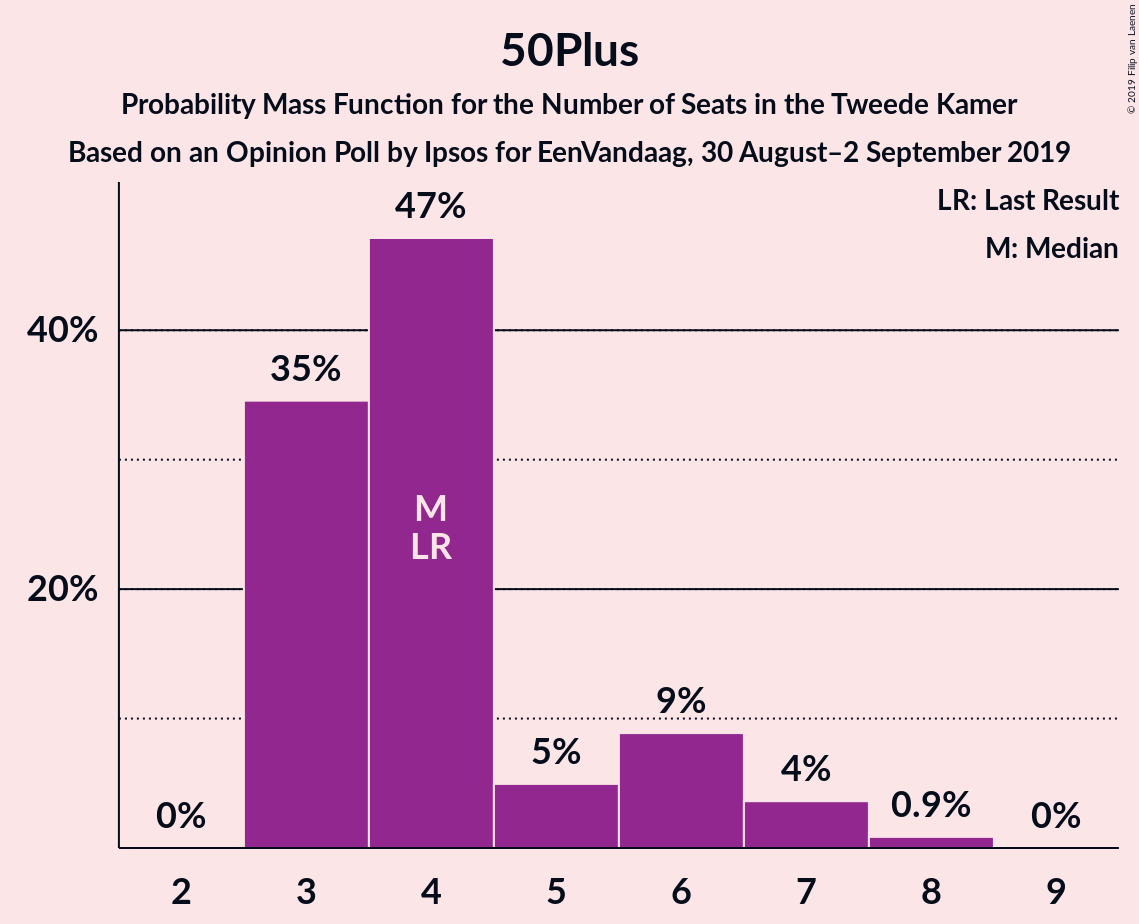 50Plus
Probability Mass Function for the Number of Seats in the Tweede Kamer
Based on an Opinion Poll by Ipsos for EenVandaag, 30 August–2 September 2019
© 2019 Filip van Laenen
LR: Last Result
M: Median
40%
20%
0%
35%
47%
M
LR
5%
9%
4%
0.9%
0%
2 3 4 5 6 7 8 9